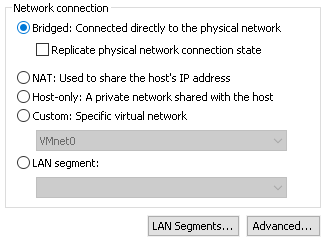 Network connection
Bridged: Connected directly to the physical network
Replicate physical network connection state
NAT: Used to share the host's IP address
Host-only: A private network shared with the host
Custom: Specific virtual network
VMnet0
LAN segment:
LAN Segments... Advanced...